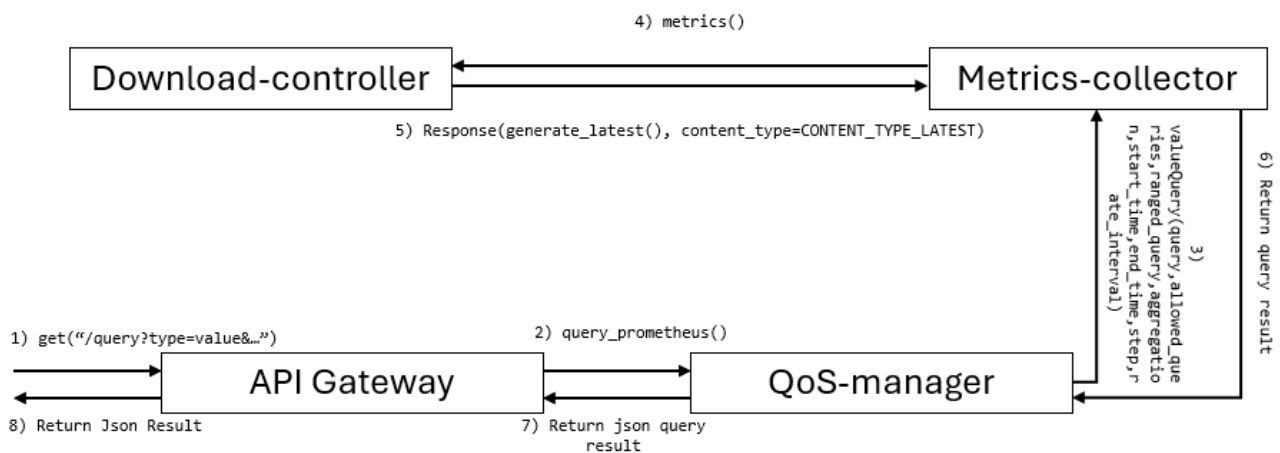 4) metrics()
Download-controller
Metrics-collector
5) Response(generate_latest(), content_type=CONTENT_TYPE_LATEST)
3)
valueQuery(query,allowed_que
ries,ranged_query,aggregatio
n,start_time,end_time,step,r
ate_interval)
6) Return query result
1) get(“/query?type=value&…”)
2) query_prometheus()
API Gateway
QoS-manager
8) Return Json Result
7) Return json query
result